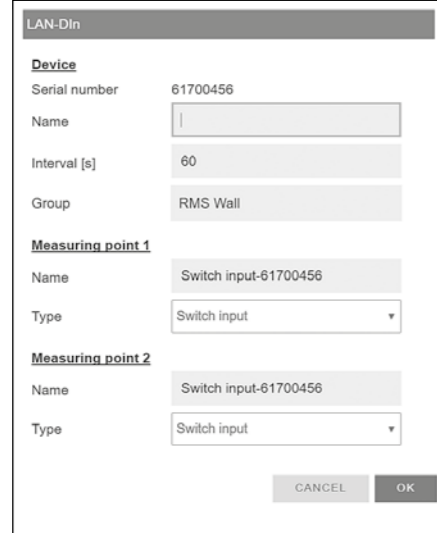 LAN-DIn
Device
Serial number 61700456
Name
Interval [s] 60
Group RMS Wall
Measuring point 1
Name Switch input-61700456
Type Switch input
Measuring point 2
Name Switch input-61700456
Type Switch input
CANCEL OK